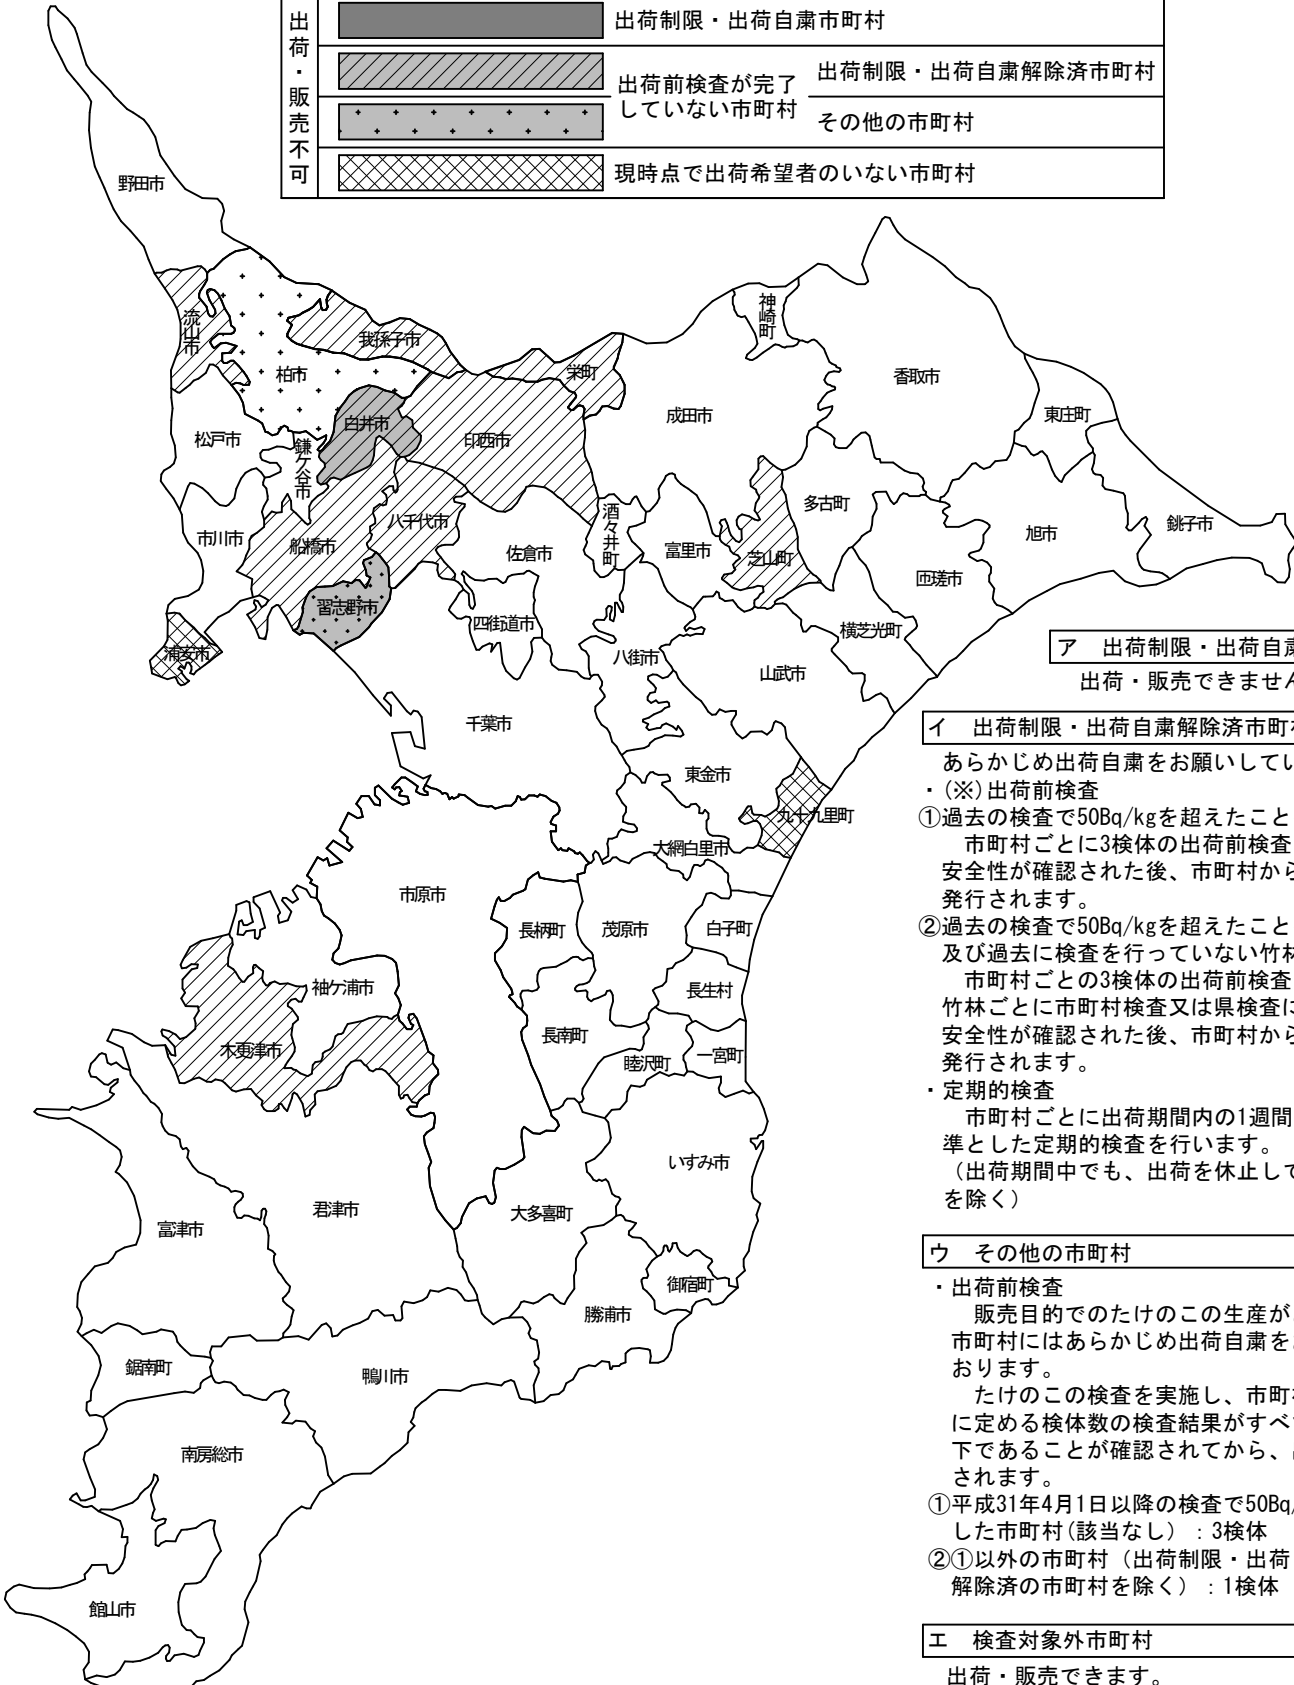 出荷・販売不可
出荷制限・出荷自粛市町村
出荷前検査が完了
していない市町村
出荷制限・出荷自粛解除済市町村
その他の市町村
現時点で出荷希望者のいない市町村
野田市
流山市
我孫子市
柏市
栄町
神崎町
香取市
成田市
東庄町
松戸市
鎌ケ谷市
白井市
印西市
多古町
銚子市
旭市
市川市
船橋市
八千代市
佐倉市
酒々井町
富里市
芝山町
匝瑳市
習志野市
四街道市
横芝光町
浦安市
八街市
山武市
千葉市
東金市
九十九里町
大網白里市
市原市
長柄町
茂原市
白子町
袖ケ浦市
長生村
木更津市
長南町
睦沢町
一宮町
いすみ市
君津市
大多喜町
富津市
御宿町
勝浦市
鋸南町
鴨川市
南房総市
館山市
ア　出荷制限・出荷自粛
出荷・販売できません
イ　出荷制限・出荷自粛解除済市町村
あらかじめ出荷自粛をお願いしてい
・(※)出荷前検査
①過去の検査で50Bq/kgを超えたこと
市町村ごとに3検体の出荷前検査
安全性が確認された後、市町村から
発行されます。
②過去の検査で50Bq/kgを超えたこと
及び過去に検査を行っていない竹林
市町村ごとの3検体の出荷前検査
竹林ごとに市町村検査又は県検査に
安全性が確認された後、市町村から
発行されます。
・定期的検査
市町村ごとに出荷期間内の1週間
準とした定期的検査を行います。
（出荷期間中でも、出荷を休止して
を除く）
ウ　その他の市町村
・出荷前検査
販売目的でのたけのこの生産が
市町村にはあらかじめ出荷自粛を
おります。
たけのこの検査を実施し、市町村
に定める検体数の検査結果がすべ
下であることが確認されてから、
されます。
①平成31年4月1日以降の検査で50Bq/
した市町村(該当なし）：3検体
②①以外の市町村（出荷制限・出荷
解除済の市町村を除く）：1検体
エ　検査対象外市町村
出荷・販売できます。